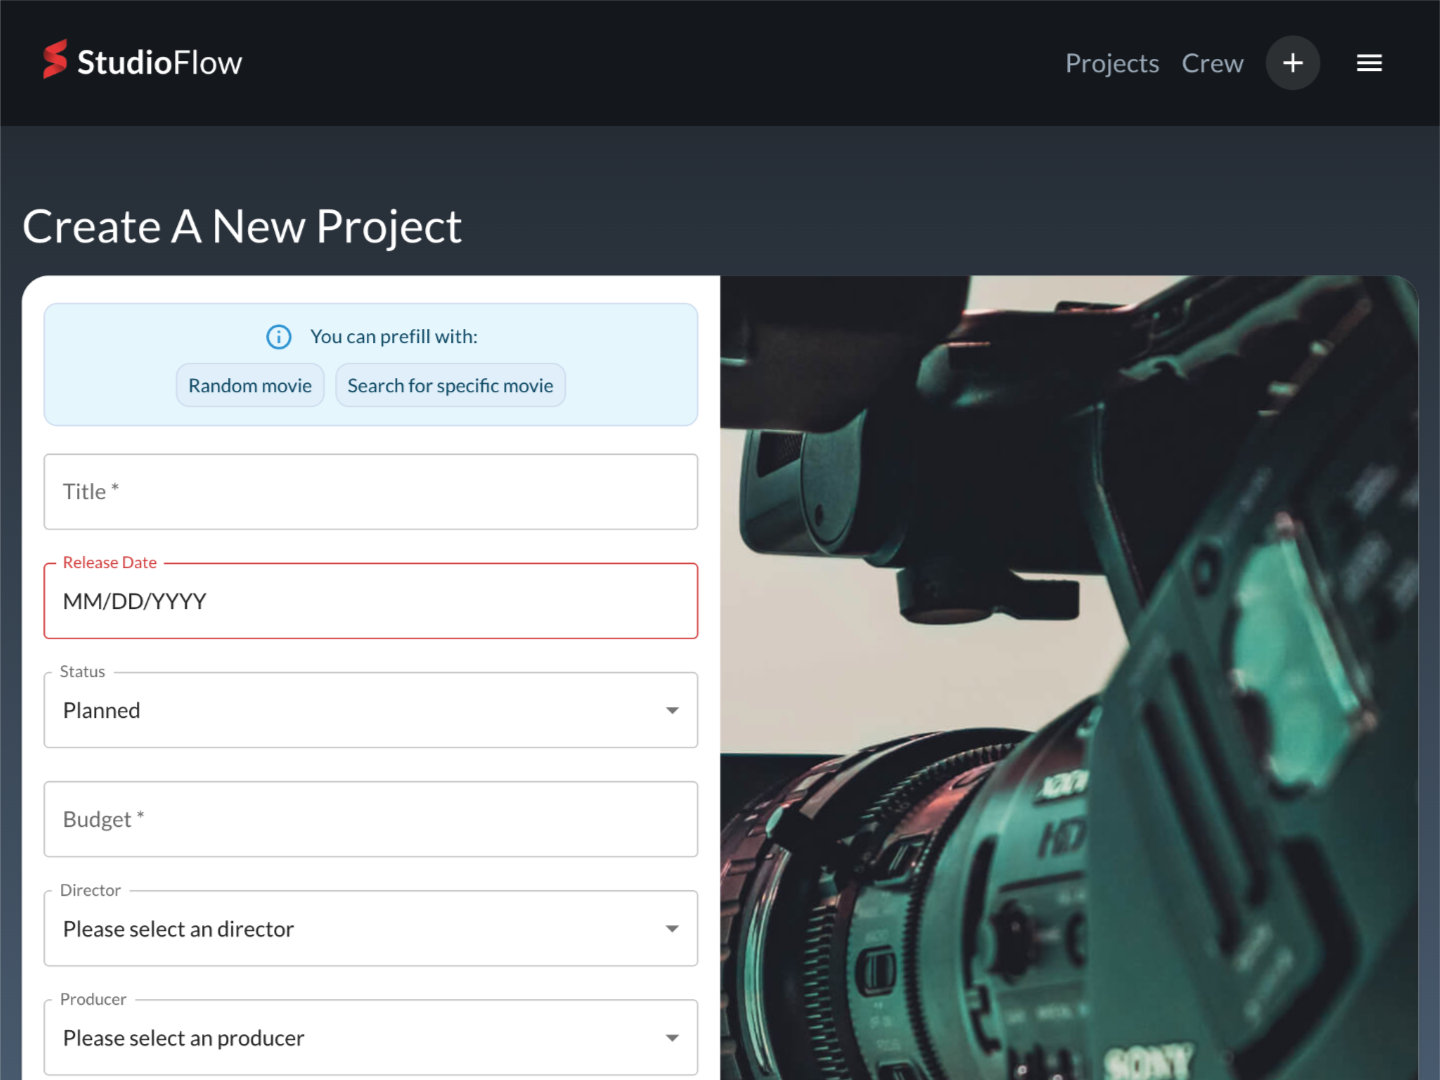 StudioFlow
Projects Crew
Create A New Project
You can prefill with:
Random movie Search for specific movie
Title *
Release Date
MM/DD/YYYY
Status
Planned
Budget *
Director
Please select an director
Producer
Please select an producer
HD
SONY